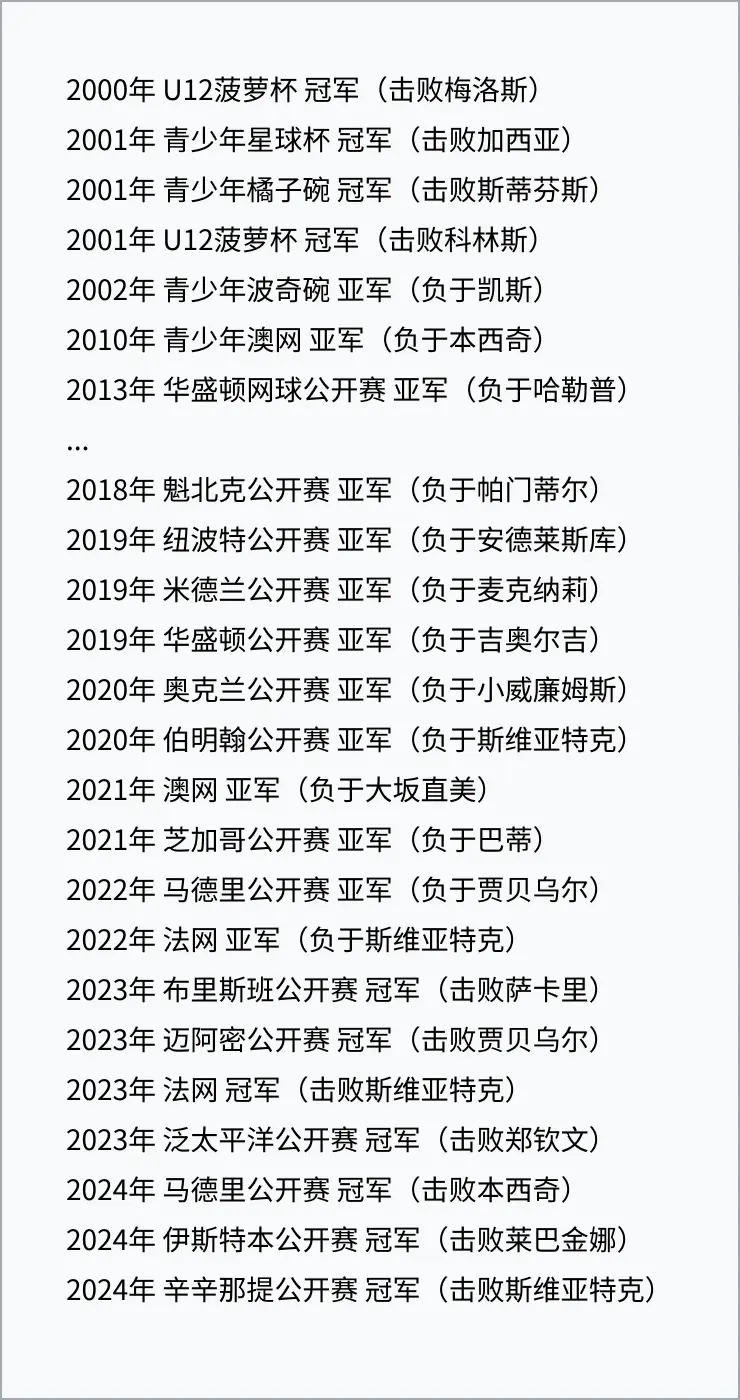 2000年 U12菠萝杯 冠军（击败梅洛斯）
2001年 青少年星球杯 冠军（击败加西亚）
2001年 青少年橘子碗 冠军（击败斯蒂芬斯）
2001年 U12菠萝杯 冠军（击败科林斯）
2002年 青少年波奇碗 亚军（负于凯斯）
2010年 青少年澳网 亚军（负于本西奇）
2013年 华盛顿网球公开赛 亚军（负于哈勒普）
...
2018年 魁北克公开赛 亚军（负于帕门蒂尔）
2019年 纽波特公开赛 亚军（负于安德莱斯库）
2019年 米德兰公开赛 亚军（负于麦克纳莉）
2019年 华盛顿公开赛 亚军（负于吉奥尔吉）
2020年 奥克兰公开赛 亚军（负于小威廉姆斯）
2020年 伯明翰公开赛 亚军（负于斯维亚特克）
2021年 澳网 亚军（负于大坂直美）
2021年 芝加哥公开赛 亚军（负于巴蒂）
2022年 马德里公开赛 亚军（负于贾贝乌尔）
2022年 法网 亚军（负于斯维亚特克）
2023年 布里斯班公开赛 冠军（击败萨卡里）
2023年 迈阿密公开赛 冠军（击败贾贝乌尔）
2023年 法网 冠军（击败斯维亚特克）
2023年 泛太平洋公开赛 冠军（击败郑钦文）
2024年 马德里公开赛 冠军（击败本西奇）
2024年 伊斯特本公开赛 冠军（击败莱巴金娜）
2024年 辛辛那提公开赛 冠军（击败斯维亚特克）